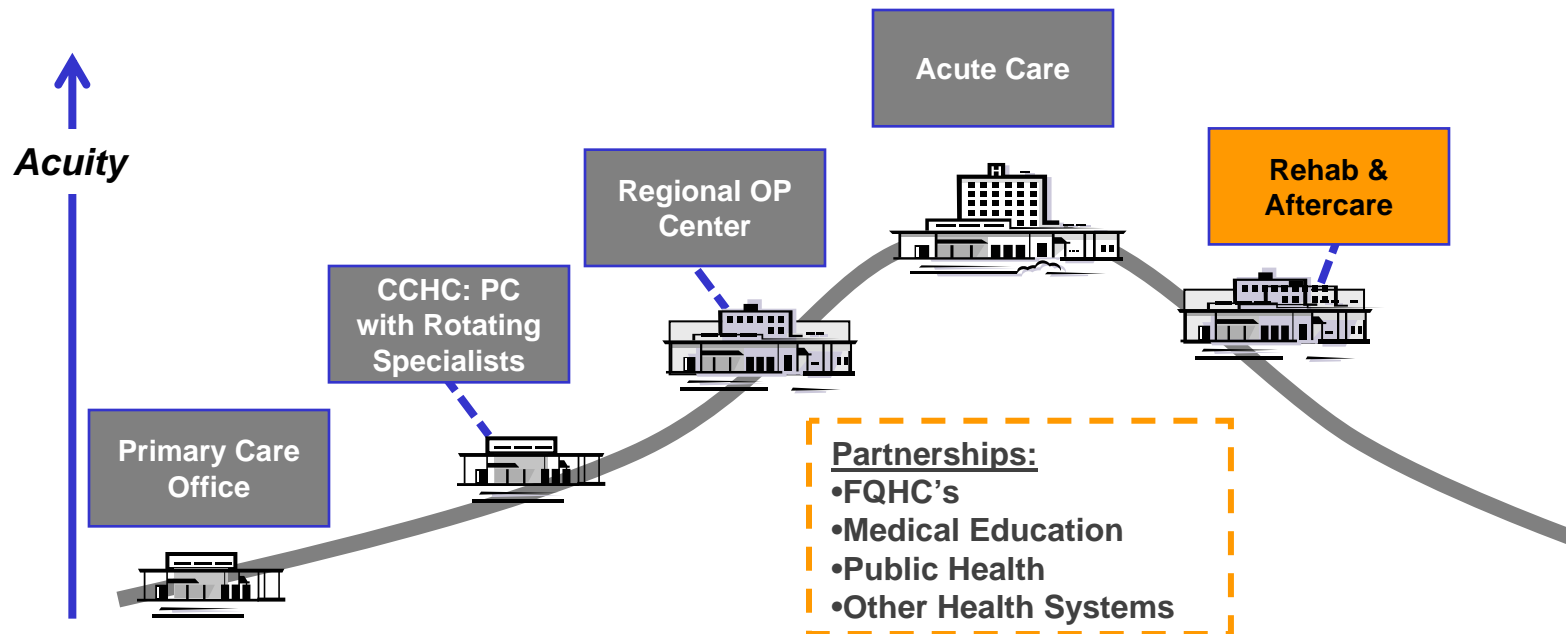 Acuity
Primary Care
Office
CCHC: PC
with Rotating
Specialists
Regional OP
Center
Acute Care
H
Rehab &
Aftercare
Partnerships:
•FQHC’s
•Medical Education
•Public Health
•Other Health Systems